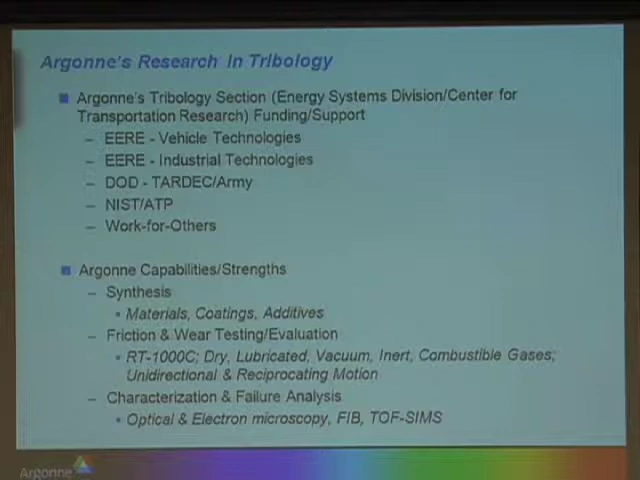 Argonne's Research in Tribology
■ Argonne's Tribology Section (Energy Systems Division/Center for
Transportation Research) Funding/Support
– EERE - Vehicle Technologies
– EERE - Industrial Technologies
– DOD - TARDEC/Army
– NIST/ATP
– Work-for-Others
■ Argonne Capabilities/Strengths
– Synthesis
• Materials, Coatings, Additives
– Friction & Wear Testing/Evaluation
• RT-1000C; Dry, Lubricated, Vacuum, Inert, Combustible Gases;
Unidirectional & Reciprocating Motion
– Characterization & Failure Analysis
• Optical & Electron microscopy, FIB, TOF-SIMS
Argonne